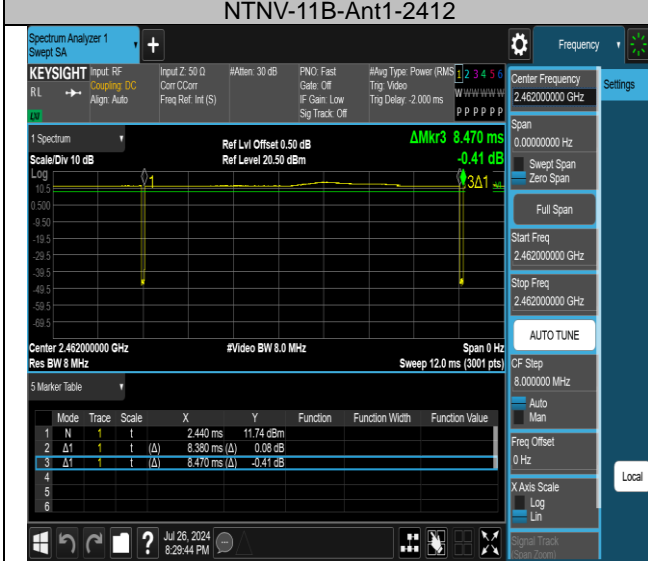 NTNV-11B-Ant1-2412
Spectrum Analyzer 1
Swept SA
+
Frequency
KEYSIGHT
RL
LXI
Input: RF
Coupling: DC
Align: Auto
Input Z: 50 Ω
Corr CCorr
Freq Ref: Int (S)
#Atten: 30 dB
PNO: Fast
Gate: Off
IF Gain: Low
Sig Track: Off
#Avg Type: Power (RMS
Trig: Video
Trig Delay: -2.000 ms
1 2 3 4 5 6
W W W W W W
P P P P P P
1 Spectrum
Scale/Div 10 dB
Ref Lvl Offset 0.50 dB
Ref Level 20.50 dBm
ΔMkr3 8.470 ms
-0.41 dB
Log
10.5
0.500
-9.50
-19.5
-29.5
-39.5
-49.5
-59.5
-69.5
1
3Δ1
Center 2.462000000 GHz
Res BW 8 MHz
#Video BW 8.0 MHz
Span 0 Hz
Sweep 12.0 ms (3001 pts)
5 Marker Table
Mode Trace Scale X Y Function Function Width Function Value
1 N 1 t 2.440 ms 11.74 dBm
2 Δ1 1 t (Δ) 8.380 ms (Δ) 0.08 dB
3 Δ1 1 t (Δ) 8.470 ms (Δ) -0.41 dB
4
5
6
Center Frequency
2.462000000 GHz
Settings
Span
0.00000000 Hz
Swept Span
Zero Span
Full Span
Start Freq
2.462000000 GHz
Stop Freq
2.462000000 GHz
AUTO TUNE
CF Step
8.000000 MHz
Auto
Man
Freq Offset
0 Hz
X Axis Scale
Log
Lin
Local
Signal Track
(Span Zoom)
?
Jul 26, 2024
8:29:44 PM